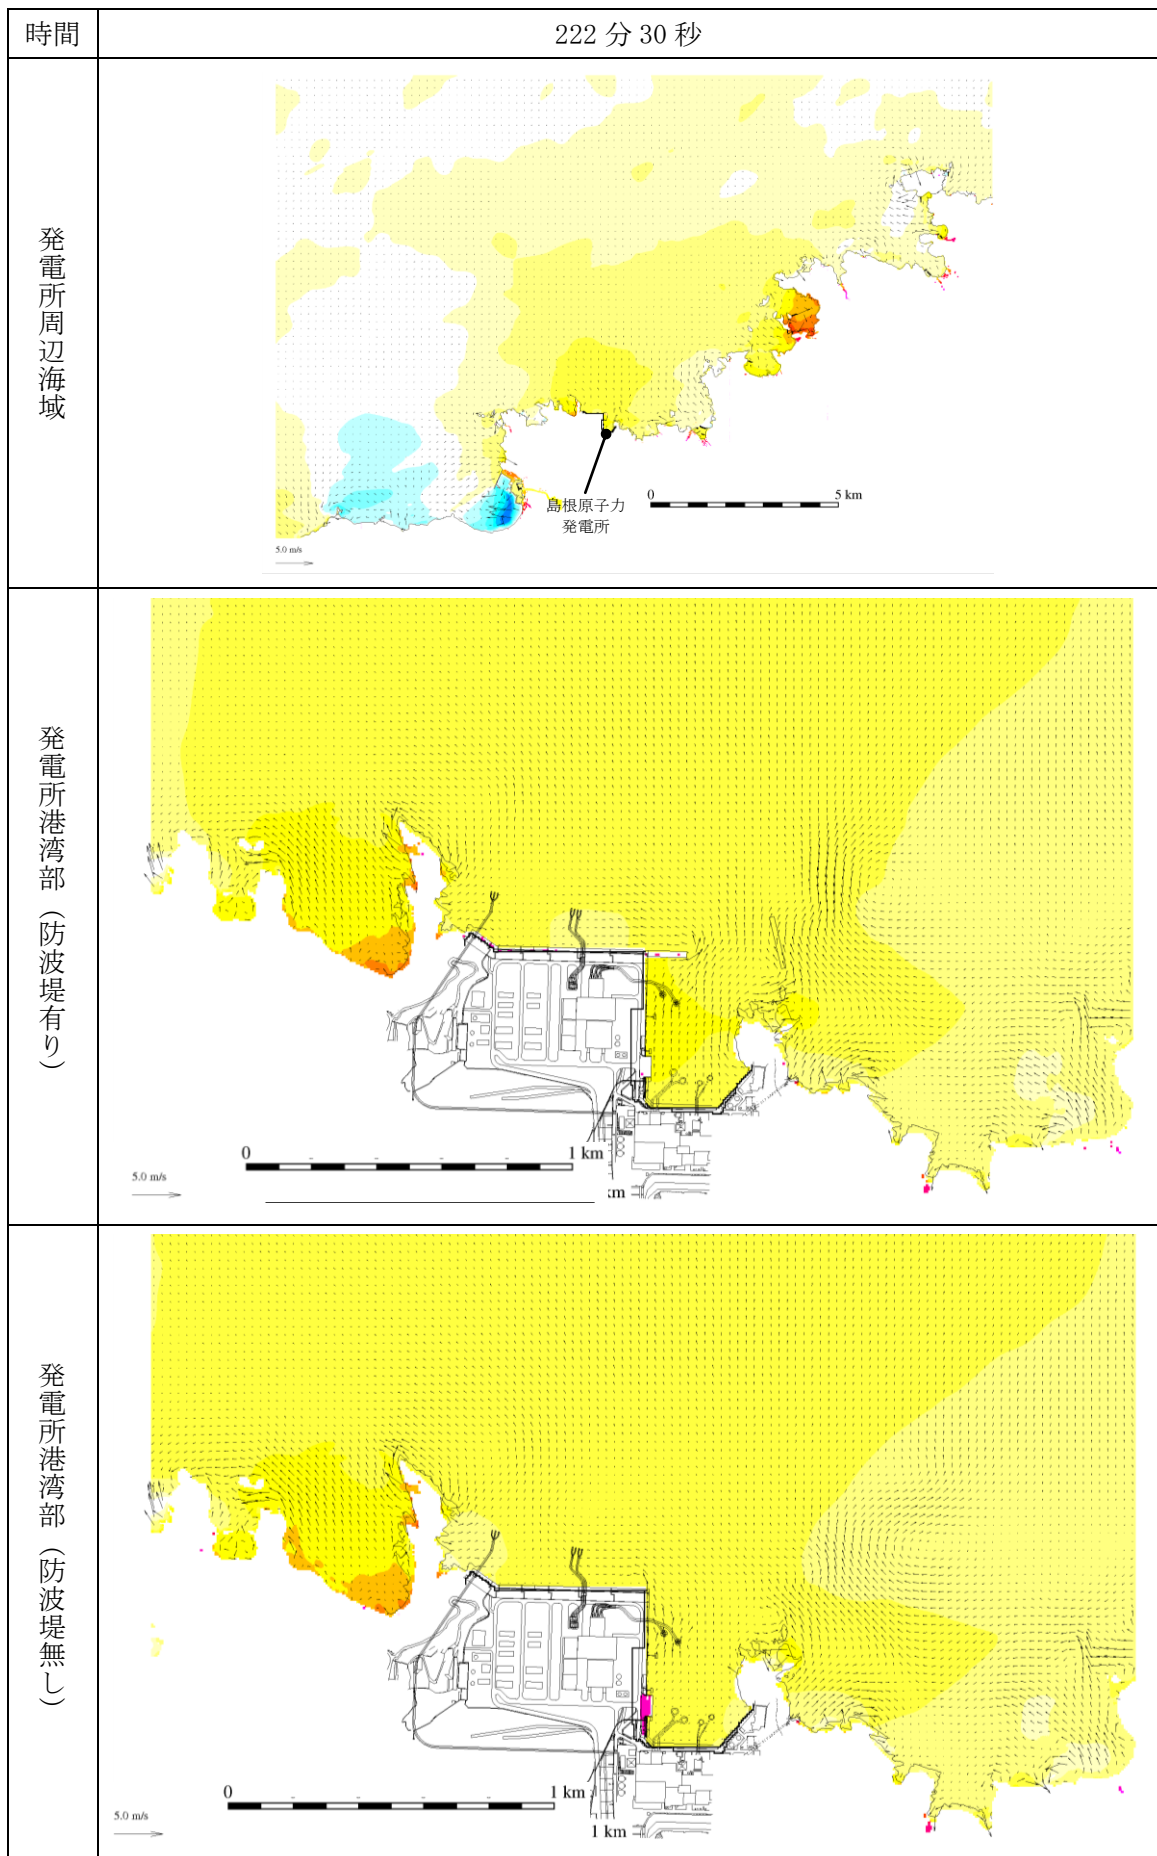 時間
222 分 30 秒
発電所周辺海域
島根原子力
発電所
0 5 km
5.0 m/s
発電所港湾部（防波堤有り）
0 1 km
5.0 m/s
km
発電所港湾部（防波堤無し）
0 1 km
5.0 m/s
1 km